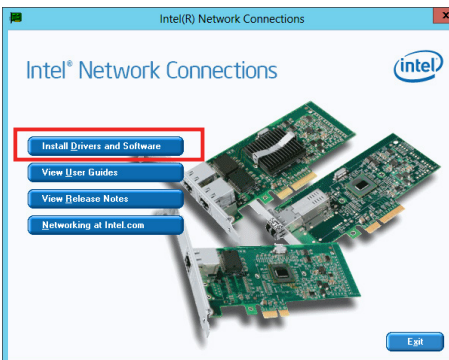 Intel(R) Network Connections
x
Intel® Network Connections
intel
Install Drivers and Software
View User Guides
View Release Notes
Networking at Intel.com
Exit